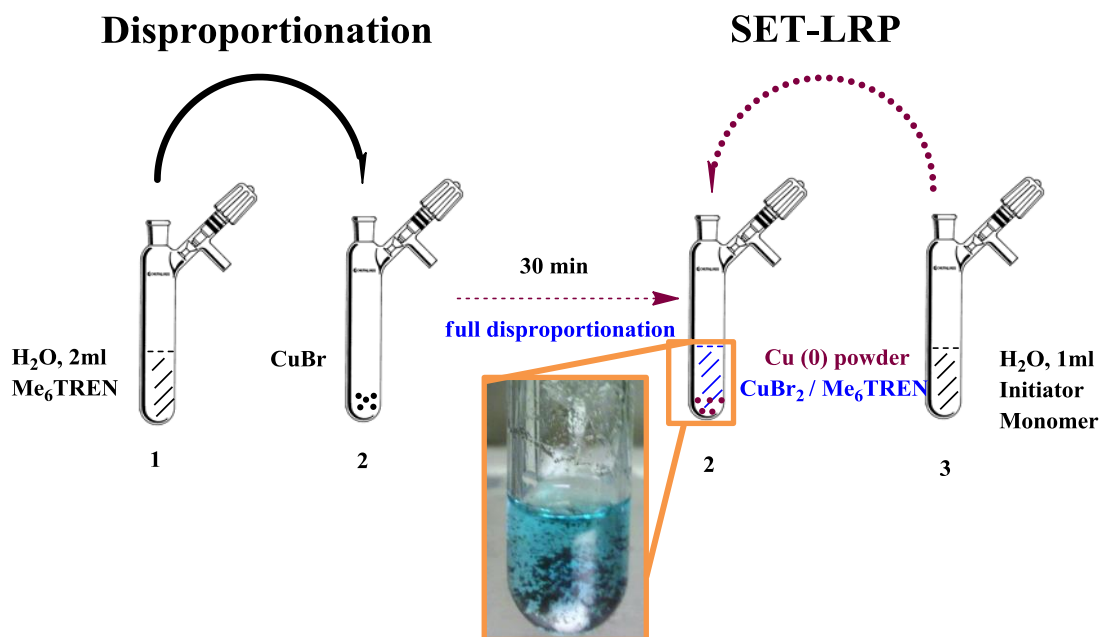 Disproportionation
SET-LRP
30 min
full disproportionation
H₂O, 2ml
Me₆TREN
CuBr
Cu (0) powder
CuBr₂ / Me₆TREN
H₂O, 1ml
Initiator
Monomer
1
2
2
3